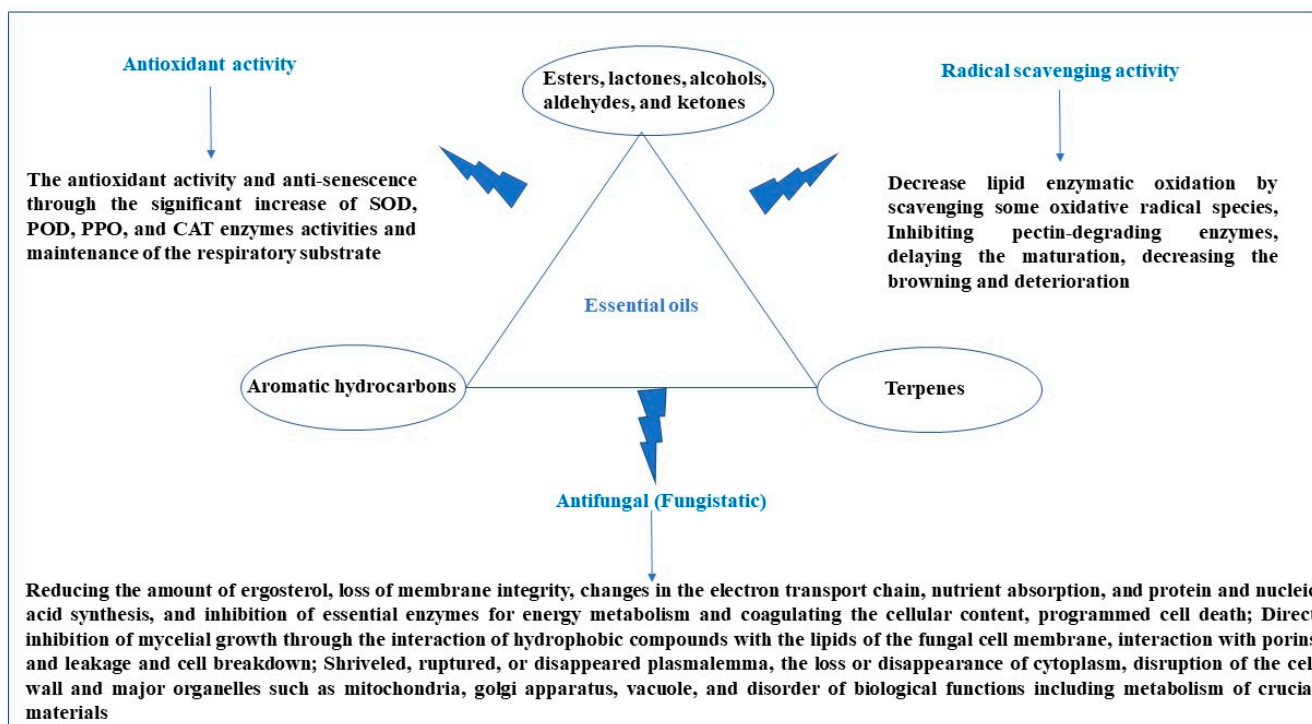 Antioxidant activity
The antioxidant activity and anti-senescence
through the significant increase of SOD,
POD, PPO, and CAT enzymes activities and
maintenance of the respiratory substrate
Esters, lactones, alcohols,
aldehydes, and ketones
Radical scavenging activity
Decrease lipid enzymatic oxidation by
scavenging some oxidative radical species,
Inhibiting pectin-degrading enzymes,
delaying the maturation, decreasing the
browning and deterioration
Essential oils
Aromatic hydrocarbons
Terpenes
Antifungal (Fungistatic)
Reducing the amount of ergosterol, loss of membrane integrity, changes in the electron transport chain, nutrient absorption, and protein and nucleic
acid synthesis, and inhibition of essential enzymes for energy metabolism and coagulating the cellular content, programmed cell death; Direct
inhibition of mycelial growth through the interaction of hydrophobic compounds with the lipids of the fungal cell membrane, interaction with porins
and leakage and cell breakdown; Shriveled, ruptured, or disappeared plasmalemma, the loss or disappearance of cytoplasm, disruption of the cel
wall and major organelles such as mitochondria, golgi apparatus, vacuole, and disorder of biological functions including metabolism of crucia
materials